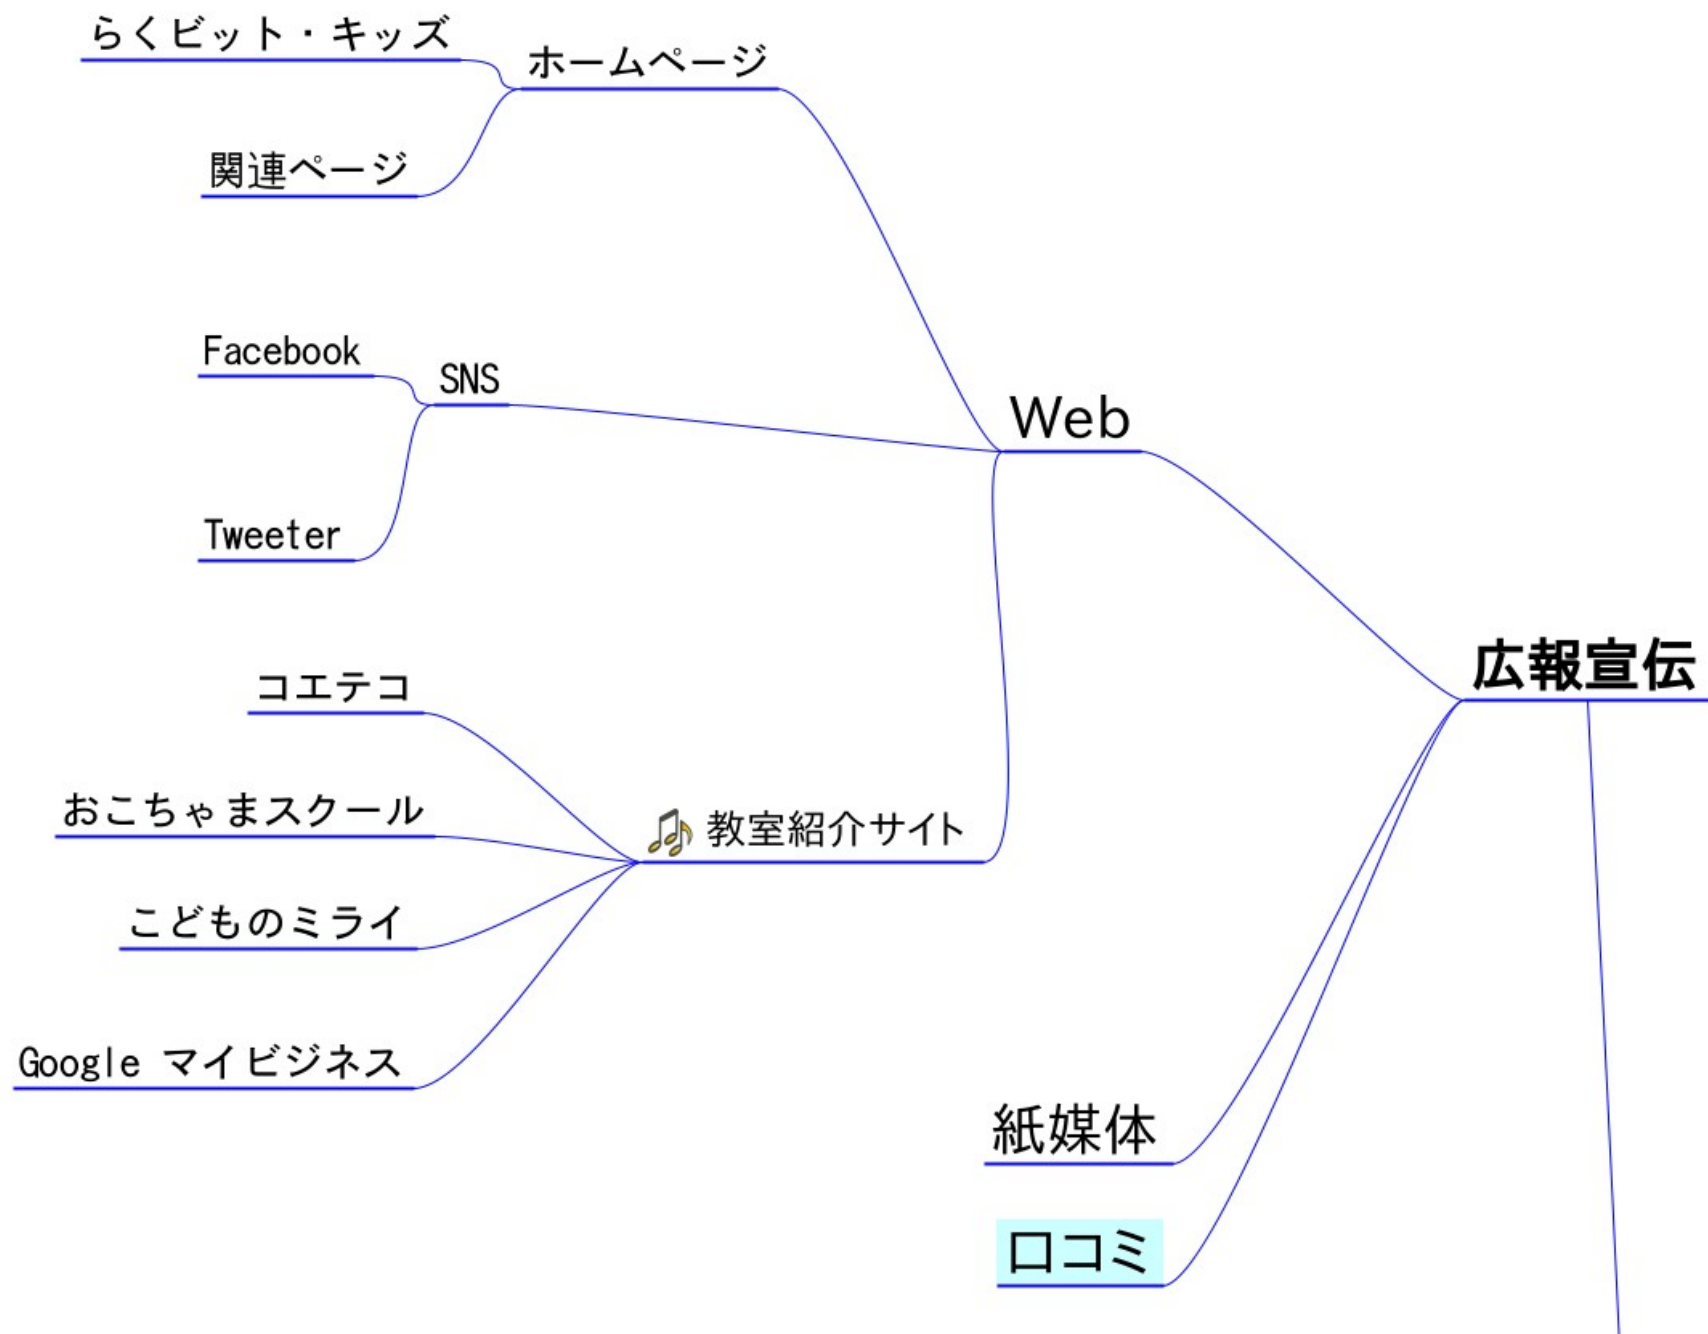 らくビット・キッズ
ホームページ
関連ページ
Facebook
SNS
Web
Tweeter
広報宣伝
コエテコ
おこちゃまスクール
教室紹介サイト
こどものミライ
Google マイビジネス
紙媒体
口コミ